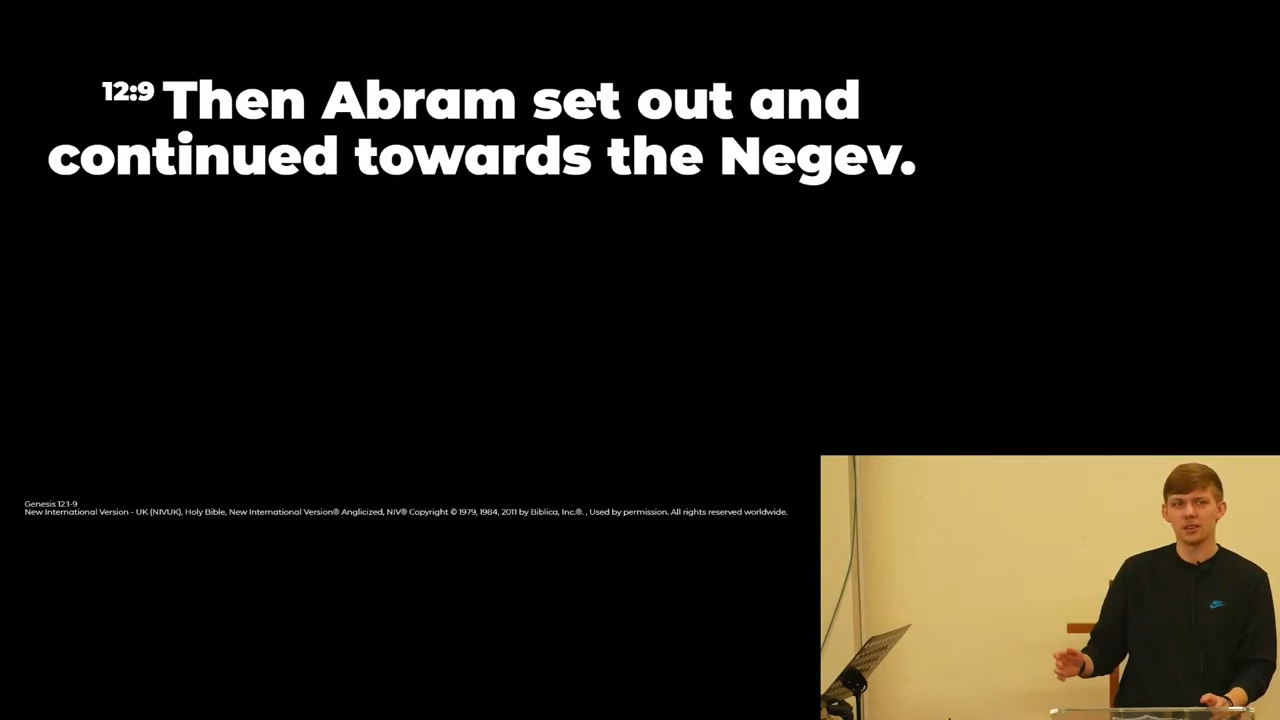 12:9 Then Abram set out and
continued towards the Negev.
Genesis 12:1-9
New International Version - UK (NIVUK), Holy Bible, New International Version® Anglicized, NIV® Copyright © 1979, 1984, 2011 by Biblica, Inc.®. , Used by permission. All rights reserved worldwide.